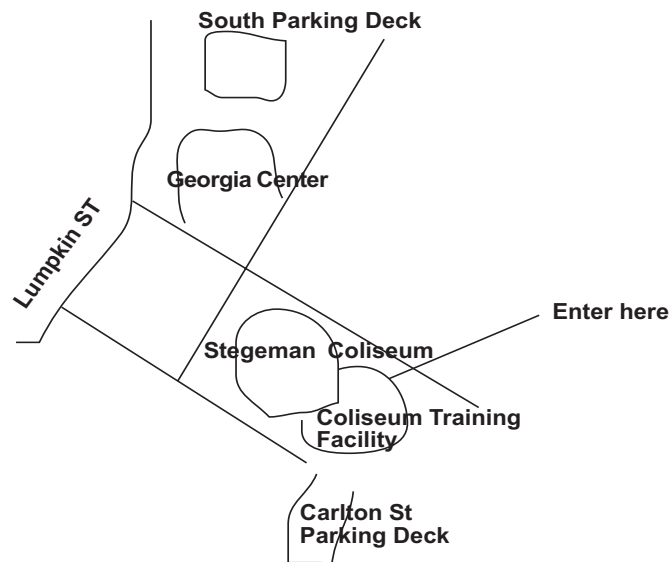 South Parking Deck
Georgia Center
Lumpkin ST
Enter here
Stegeman Coliseum
Coliseum Training
Facility
Carlton St
Parking Deck